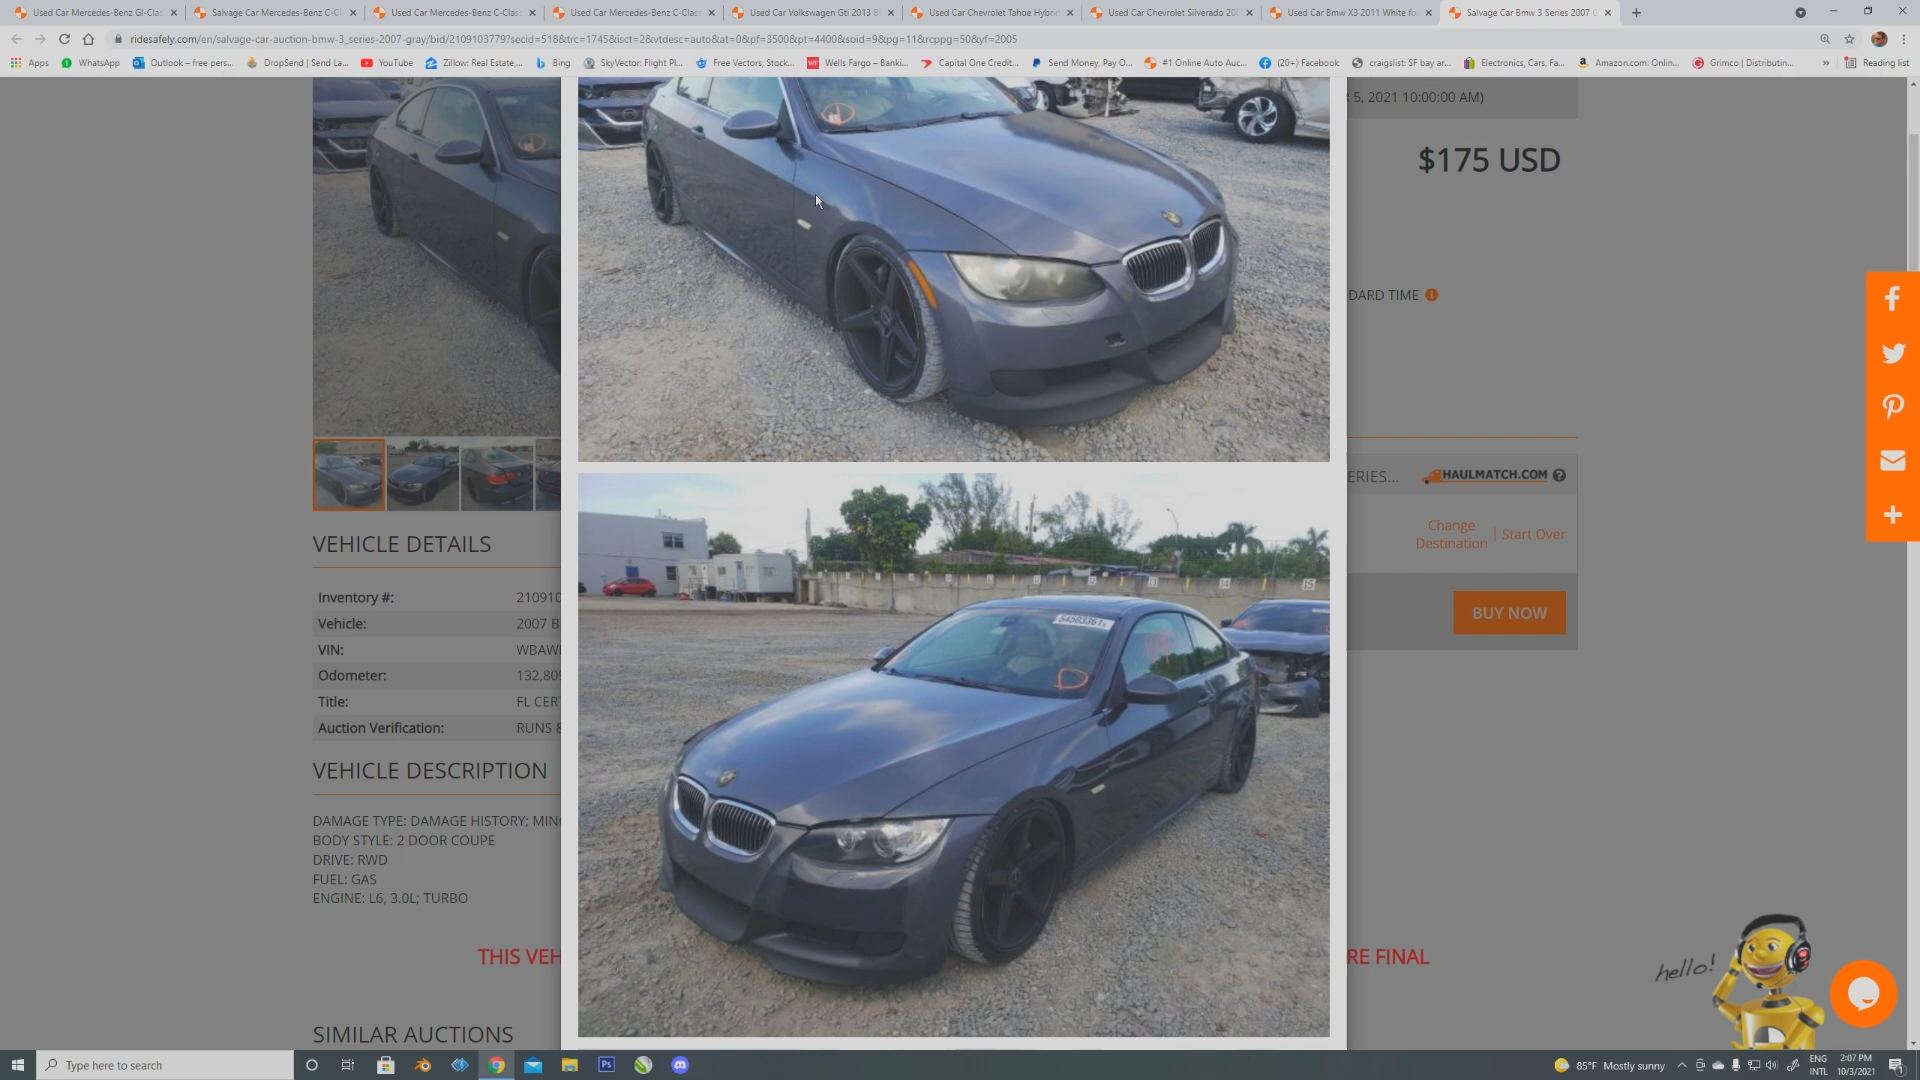 Used Car Mercedes-Benz Gl-Clas
Salvage Car Mercedes-Benz C-Cl
Used Car Mercedes-Benz C-Clas
Used Car Mercedes-Benz C-Class
Used Car Volkswagen Gti 2013 B
Used Car Chevrolet Tahoe Hybrid
Used Car Chevrolet Silverado 200
Used Car Bmw X3 2011 White fo
Salvage Car Bmw 3 Series 2007 G
ridesafely.com/en/salvage-car-auction-bmw-3_series-2007-gray/bid/2109103779?secid=518&trc=1745&isct=2&vtdesc=auto&at=0&pf=3500&pt=4400&soid=9&pg=11&rcppg=50&yf=2005
Apps
WhatsApp
Outlook – free pers...
DropSend | Send La...
YouTube
Zillow: Real Estate,...
Bing
SkyVector: Flight Pl...
Free Vectors, Stock...
Wells Fargo – Banki...
Capital One Credit...
Send Money, Pay O...
#1 Online Auto Auc...
(20+) Facebook
craigslist: SF bay ar...
Electronics, Cars, Fa...
Amazon.com: Onlin...
Grimco | Distributin...
»
Reading list
5, 2021 10:00:00 AM)
$175 USD
DARD TIME
ERIES...
HAULMATCH.COM
Change Destination | Start Over
BUY NOW
VEHICLE DETAILS
Inventory #: 21091
Vehicle: 2007 B
VIN: WBAW
Odometer: 132,80
Title: FL CER
Auction Verification: RUNS &
VEHICLE DESCRIPTION
DAMAGE TYPE: DAMAGE HISTORY; MIN
BODY STYLE: 2 DOOR COUPE
DRIVE: RWD
FUEL: GAS
ENGINE: L6, 3.0L; TURBO
THIS VEH
RE FINAL
hello!
SIMILAR AUCTIONS
Type here to search
Ps
85°F Mostly sunny
ENG
INTL
2:07 PM
10/3/2021